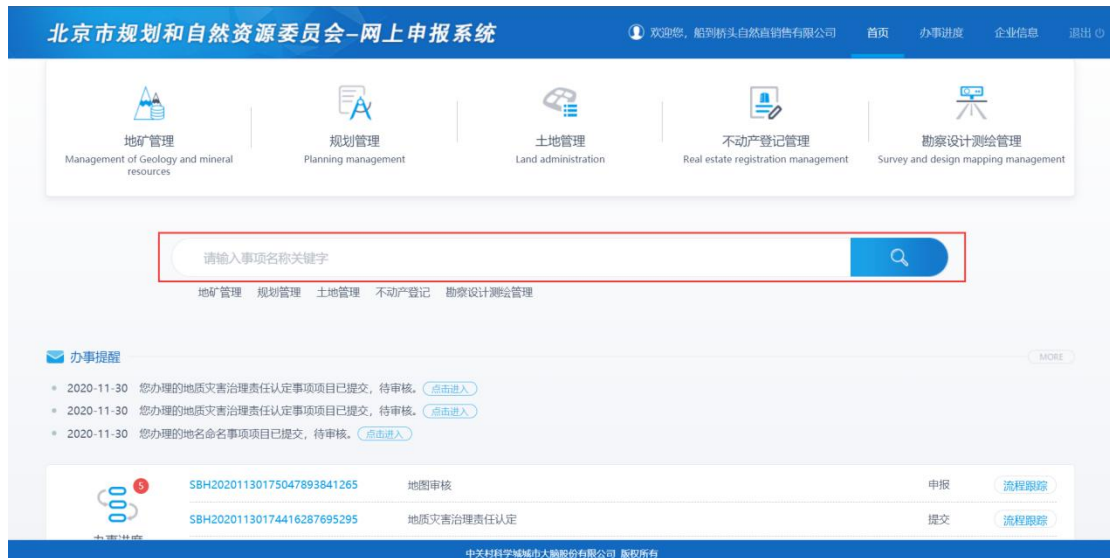 北京市规划和自然资源委员会–网上申报系统
欢迎您，船到桥头自然直销售有限公司 首页 办事进度 企业信息 退出
地矿管理
Management of Geology and mineral
resources
规划管理
Planning management
土地管理
Land administration
不动产登记管理
Real estate registration management
勘察设计测绘管理
Survey and design mapping management
请输入事项名称关键字
地矿管理 规划管理 土地管理 不动产登记 勘察设计测绘管理
办事提醒 MORE
2020-11-30 您办理的地质灾害治理责任认定事项项目已提交，待审核。 点击进入
2020-11-30 您办理的地质灾害治理责任认定事项项目已提交，待审核。 点击进入
2020-11-30 您办理的地名命名事项项目已提交，待审核。 点击进入
5
SBH20201130175047893841265 地图审核 申报 流程跟踪
SBH20201130174416287695295 地质灾害治理责任认定 提交 流程跟踪
办事进度
中关村科学城城市大脑股份有限公司 版权所有